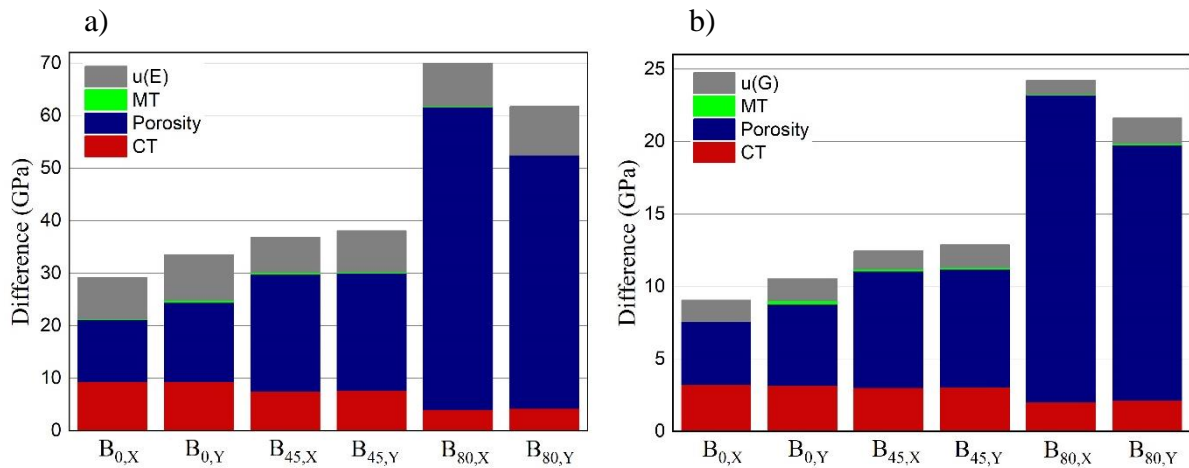 a)
Difference (GPa)
70
60
50
40
30
20
10
0
u(E)
MT
Porosity
CT
B0,X B0,Y B45,X B45,Y B80,X B80,Y
b)
Difference (GPa)
25
20
15
10
5
0
u(G)
MT
Porosity
CT
B0,X B0,Y B45,X B45,Y B80,X B80,Y